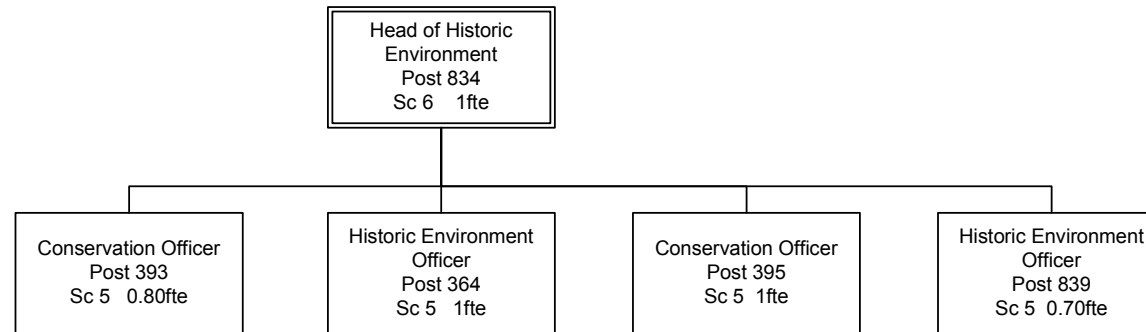 Head of Historic
Environment
Post 834
Sc 6 1fte
Conservation Officer
Post 393
Sc 5 0.80fte
Historic Environment
Officer
Post 364
Sc 5 1fte
Conservation Officer
Post 395
Sc 5 1fte
Historic Environment
Officer
Post 839
Sc 5 0.70fte